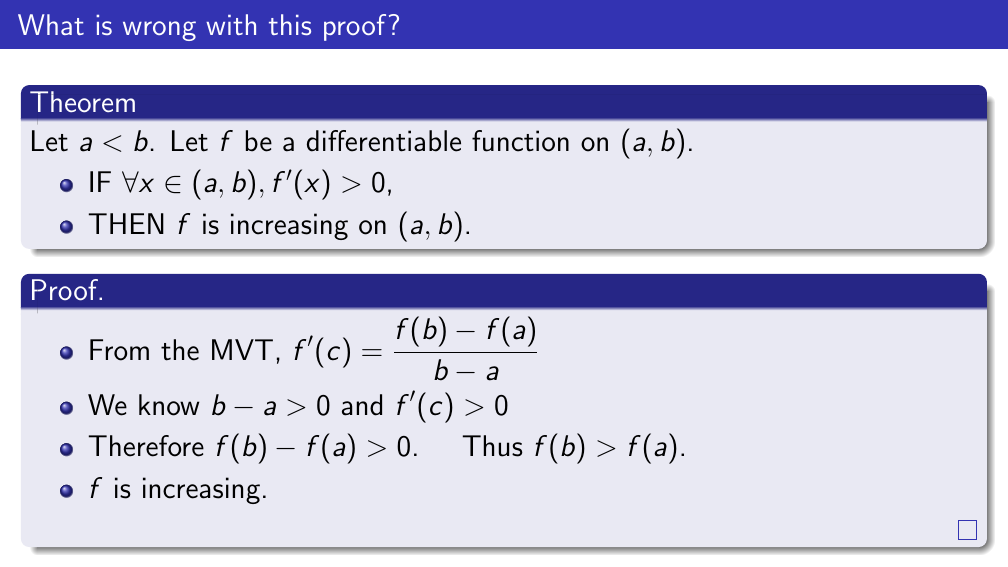 What is wrong with this proof?
Theorem
Let a < b. Let f be a differentiable function on (a, b).
IF ∀x ∈ (a, b), f′(x) > 0,
THEN f is increasing on (a, b).
Proof.
From the MVT, f′(c) = \frac{f(b) − f(a)}{b − a}
We know b − a > 0 and f′(c) > 0
Therefore f(b) − f(a) > 0. Thus f(b) > f(a).
f is increasing.
□